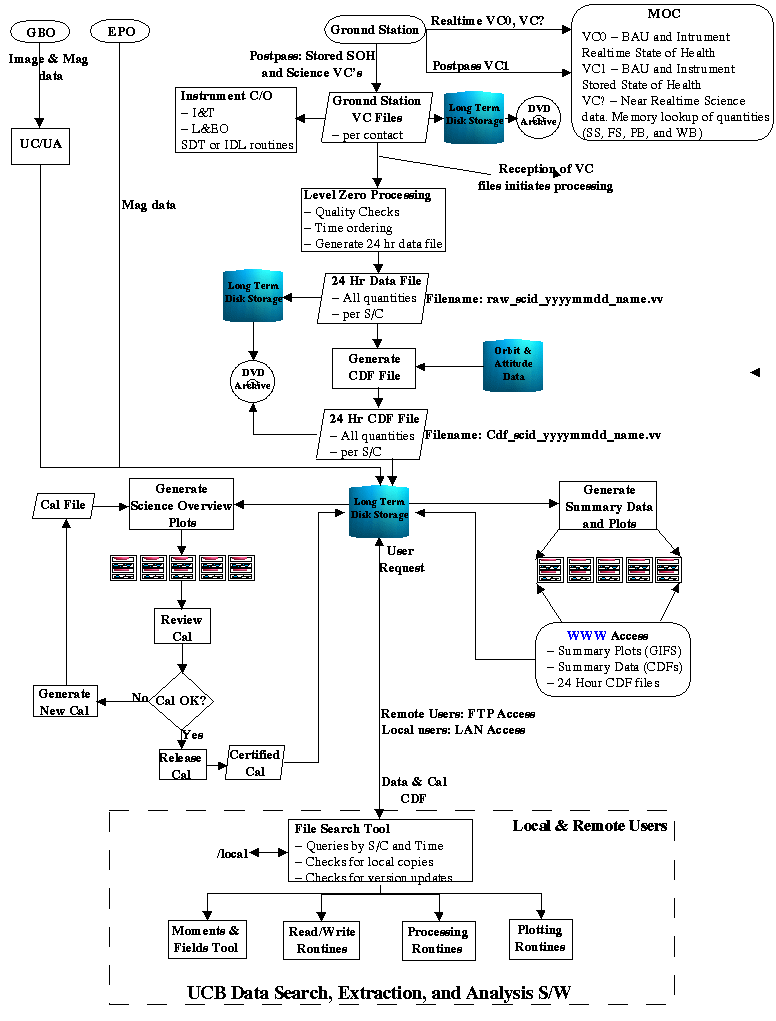 GBO
EPO
Ground Station
Realtime VC0, VC?
MOC
VC0 – BAU and Intrument
Realtime State of Health
VC1 – BAU and Instrument
Stored State of Health
VC? – Near Realtime Science
data. Memory lookup of quantities
(SS, FS, PB, and WB)
Image & Mag
data
Postpass: Stored SOH
and Science VC's
Postpass VC1
Instrument C/O
– I&T
– L&EO
SDT or IDL routines
Ground Station
VC Files
– per contact
Long Term
Disk Storage
DVD
Archive
UC/UA
Reception of VC
files initiates processing
Mag data
Level Zero Processing
– Quality Checks
– Time ordering
– Generate 24 hr data file
Long Term
Disk Storage
24 Hr Data File
– All quantities
– per S/C
Filename: raw_scid_yyyymmdd_name.vv
DVD
Archive
Generate
CDF File
Orbit &
Attitude
Data
24 Hr CDF File
– All quantities
– per S/C
Filename: Cdf_scid_yyyymmdd_name.vv
Cal File
Generate
Science Overview
Plots
Long Term
Disk Storage
Generate
Summary Data
and Plots
User
Request
Review
Cal
WWW Access
– Summary Plots (GIFS)
– Summary Data (CDFs)
– 24 Hour CDF files
Generate
New Cal
No
Cal OK?
Yes
Release
Cal
Certified
Cal
Remote Users: FTP Access
Local users: LAN Access
Data & Cal
CDF
Local & Remote Users
/local
File Search Tool
– Queries by S/C and Time
– Checks for local copies
– Checks for version updates
Moments &
Fields Tool
Read/Write
Routines
Processing
Routines
Plotting
Routines
UCB Data Search, Extraction, and Analysis S/W